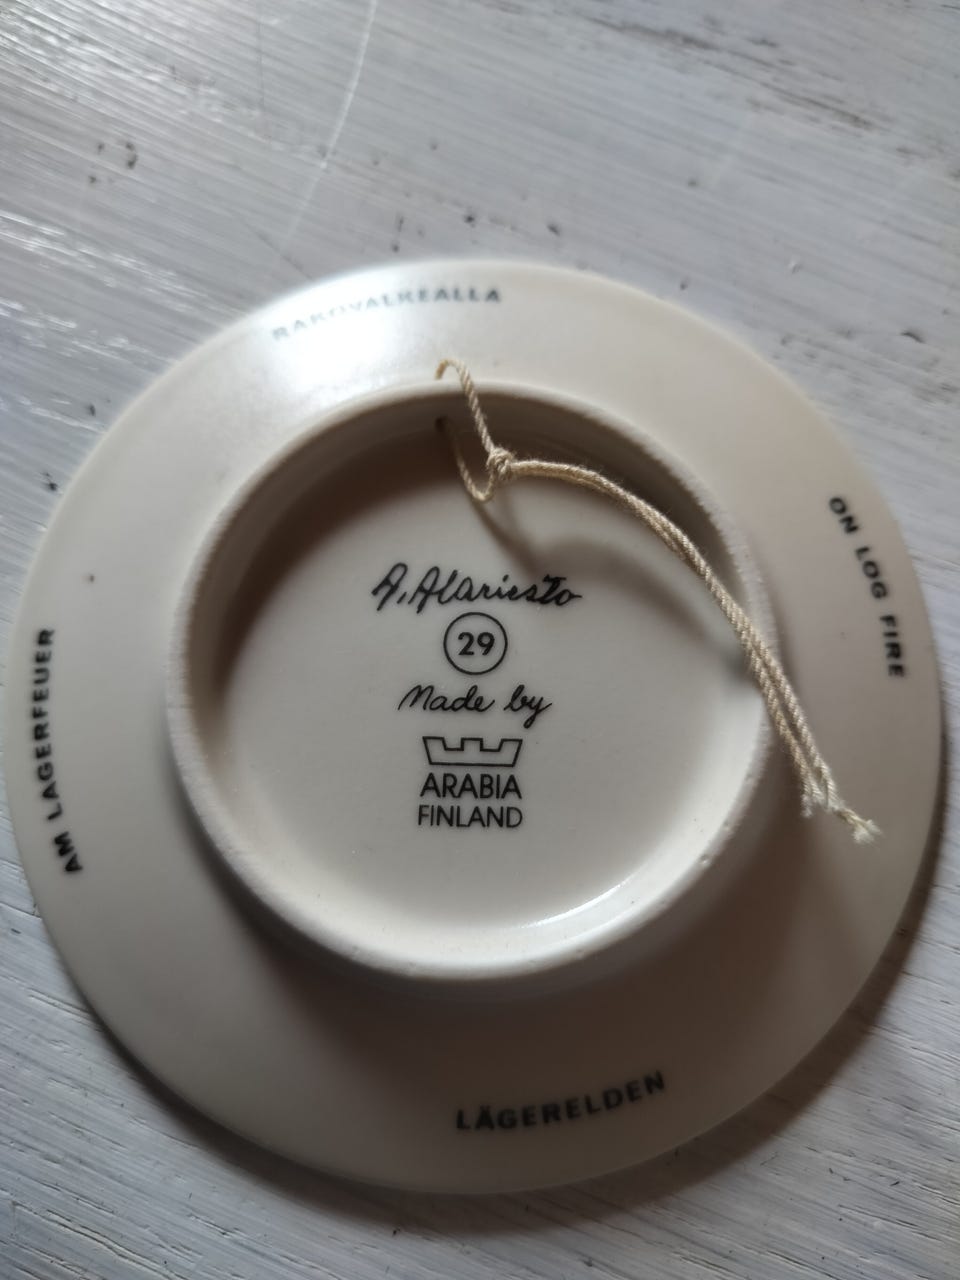 RAKOVALKEALLA
ON LOG FIRE
AM LAGERFEUER
A. Alariesto
29
Made by
ARABIA
FINLAND
LÄGERELDEN